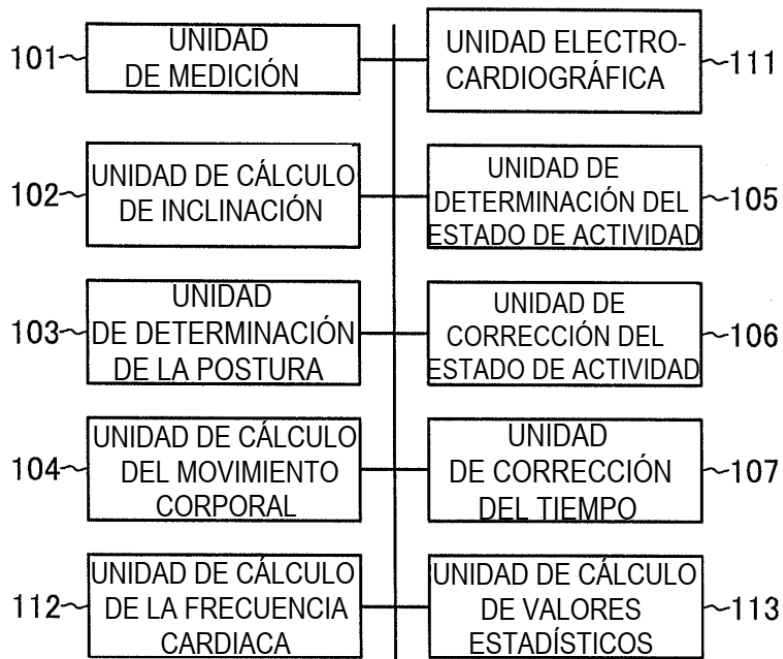 101
UNIDAD
DE MEDICIÓN
UNIDAD ELECTRO-
CARDIOGRÁFICA
111
102
UNIDAD DE CÁLCULO
DE INCLINACIÓN
UNIDAD DE
DETERMINACIÓN DEL
ESTADO DE ACTIVIDAD
105
103
UNIDAD
DE DETERMINACIÓN
DE LA POSTURA
UNIDAD DE
CORRECCIÓN DEL
ESTADO DE ACTIVIDAD
106
104
UNIDAD DE CÁLCULO
DEL MOVIMIENTO
CORPORAL
UNIDAD
DE CORRECCIÓN
DEL TIEMPO
107
112
UNIDAD DE CÁLCULO
DE LA FRECUENCIA
CARDIACA
UNIDAD DE CÁLCULO
DE VALORES
ESTADÍSTICOS
113